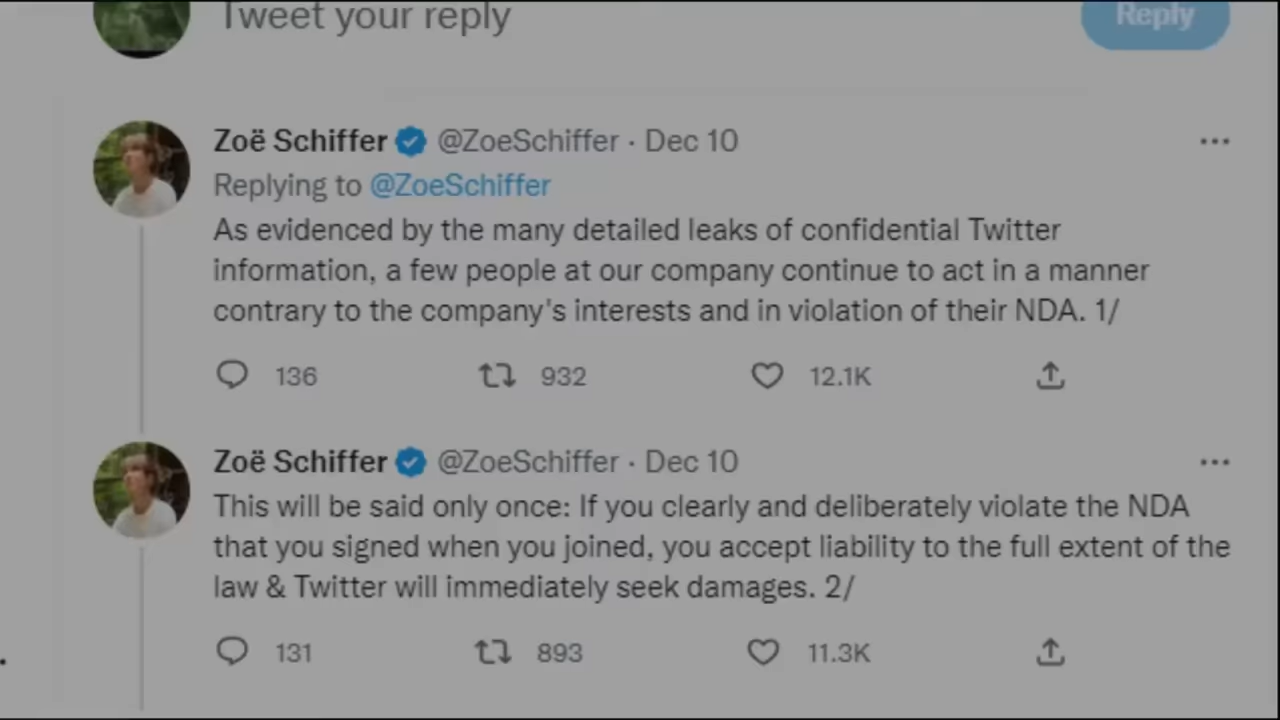 Tweet your reply
Reply
Zoë Schiffer @ZoeSchiffer · Dec 10
Replying to @ZoeSchiffer
As evidenced by the many detailed leaks of confidential Twitter
information, a few people at our company continue to act in a manner
contrary to the company's interests and in violation of their NDA. 1/
136 932 12.1K
Zoë Schiffer @ZoeSchiffer · Dec 10
This will be said only once: If you clearly and deliberately violate the NDA
that you signed when you joined, you accept liability to the full extent of the
law & Twitter will immediately seek damages. 2/
131 893 11.3K